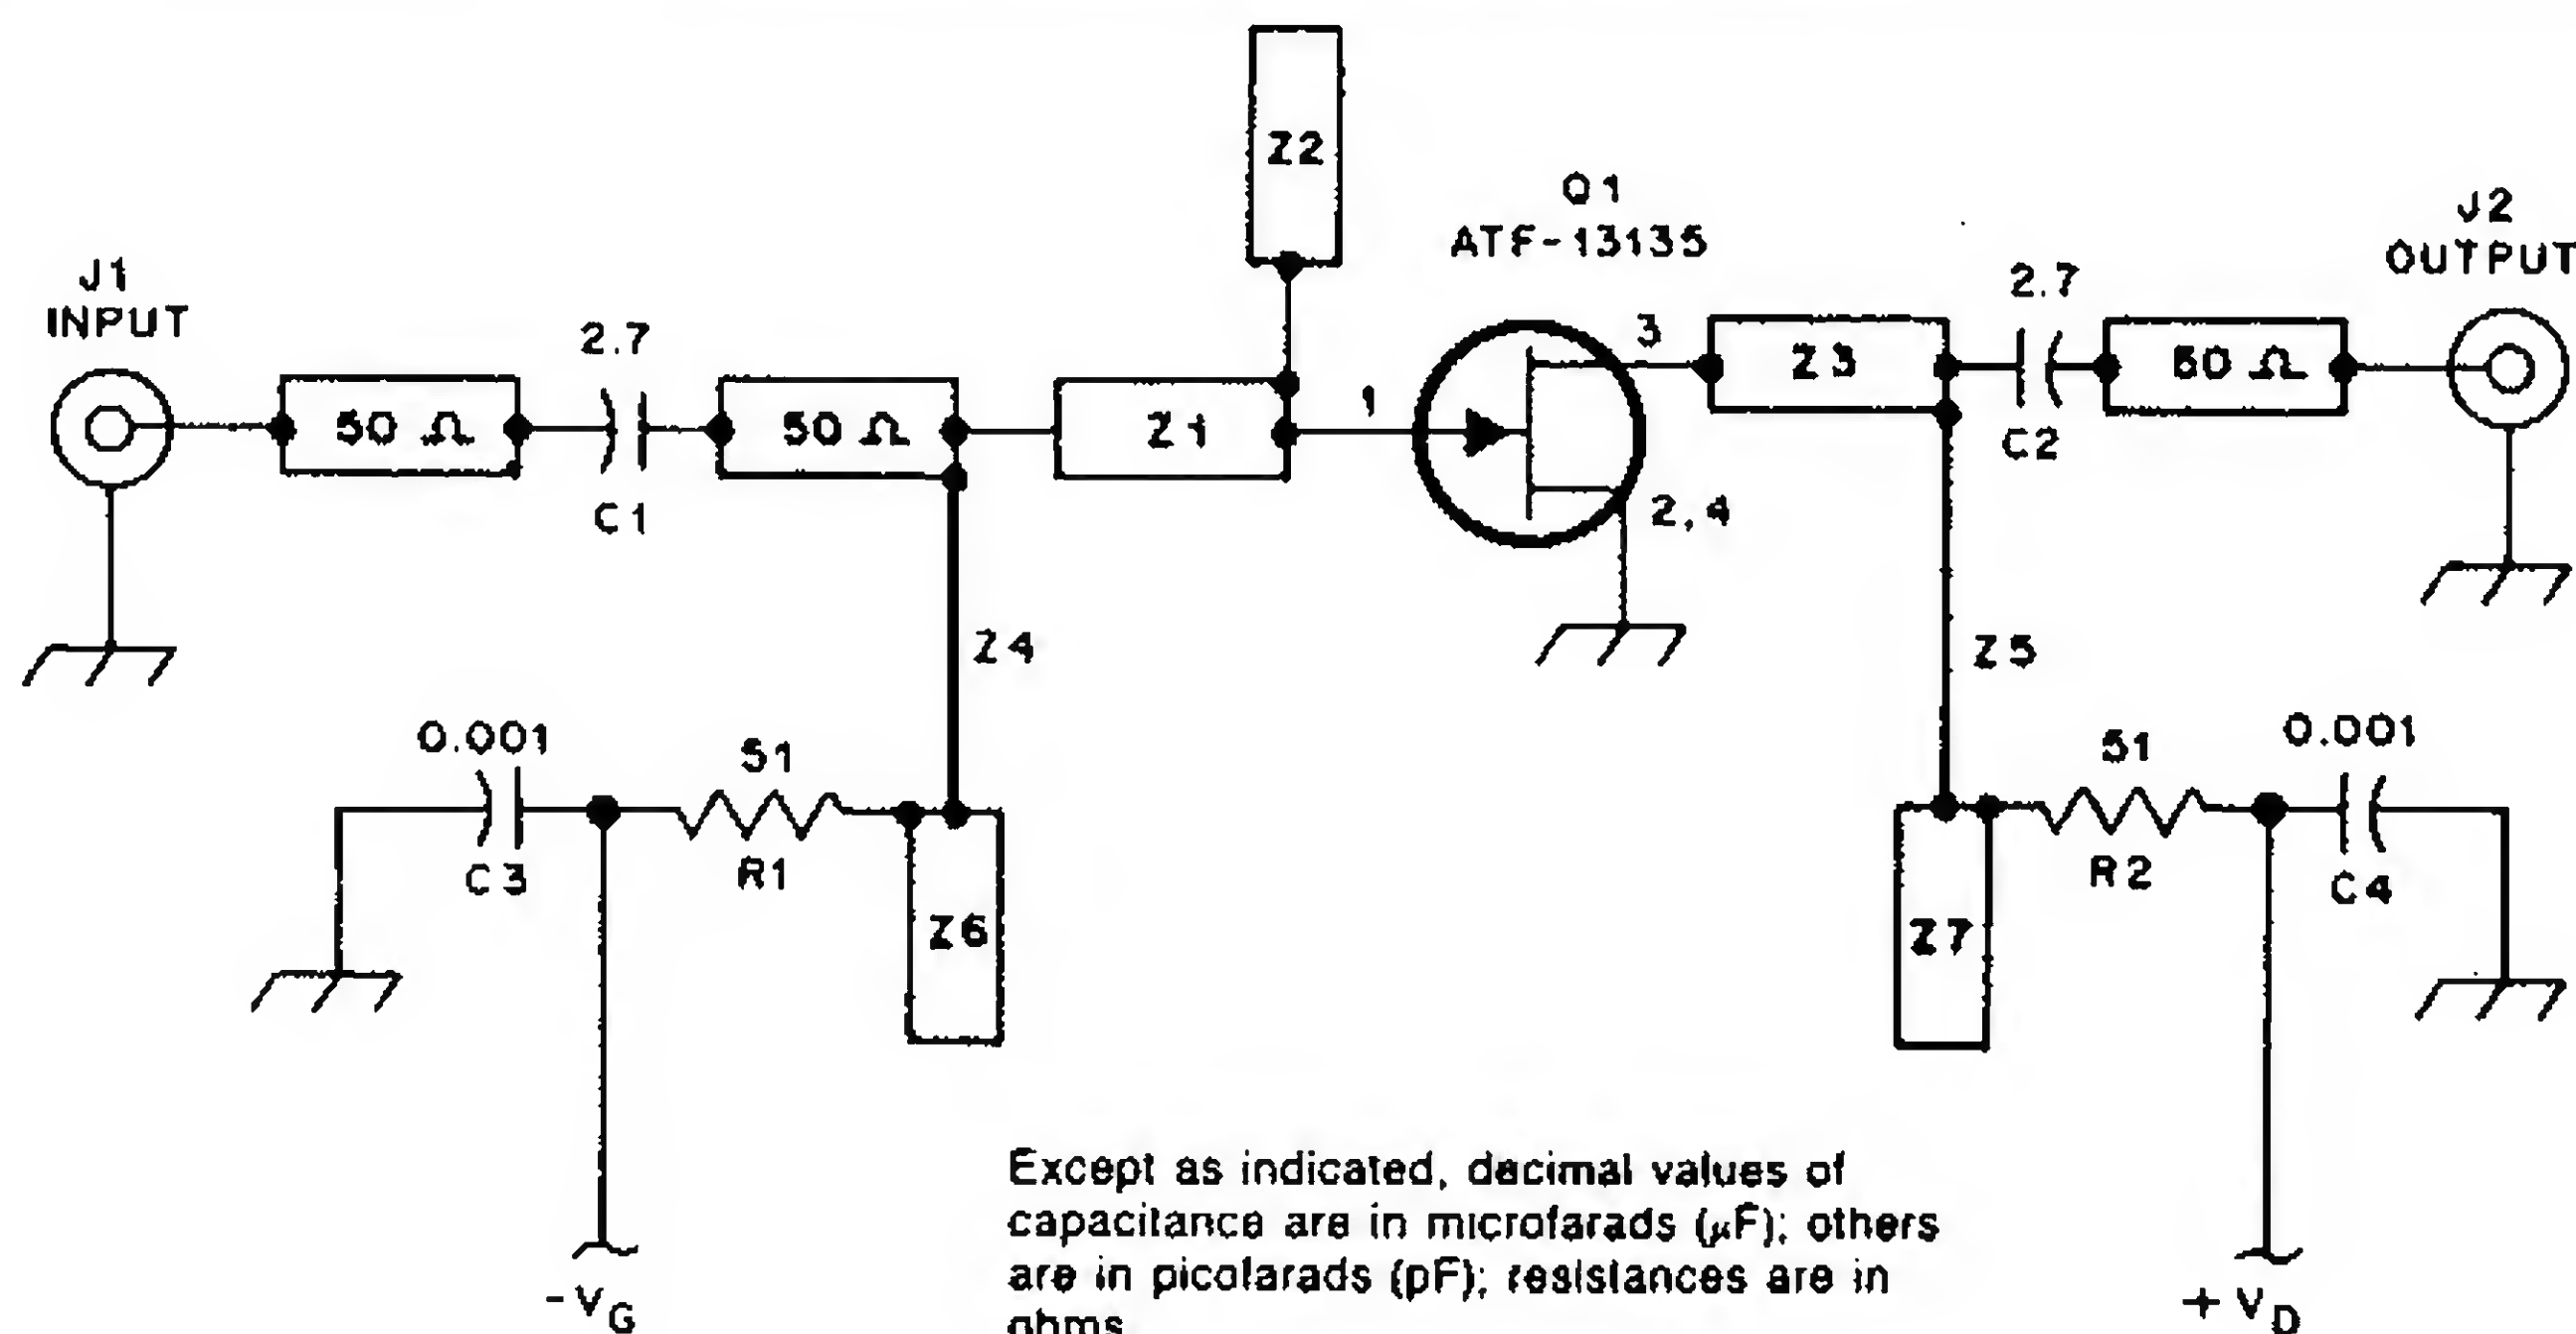 Z2
Q1
ATF-13135
J1
INPUT
J2
OUTPUT
2.7
C1
50 Ω
50 Ω
Z1
1
3
2,4
Z3
2.7
C2
50 Ω
Z4
Z5
0.001
C3
51
R1
Z6
51
R2
0.001
C4
Z7
-VG
+VD
Except as indicated, decimal values of
capacitance are in microfarads (μF); others
are in picofarads (pF); resistances are in
ohms